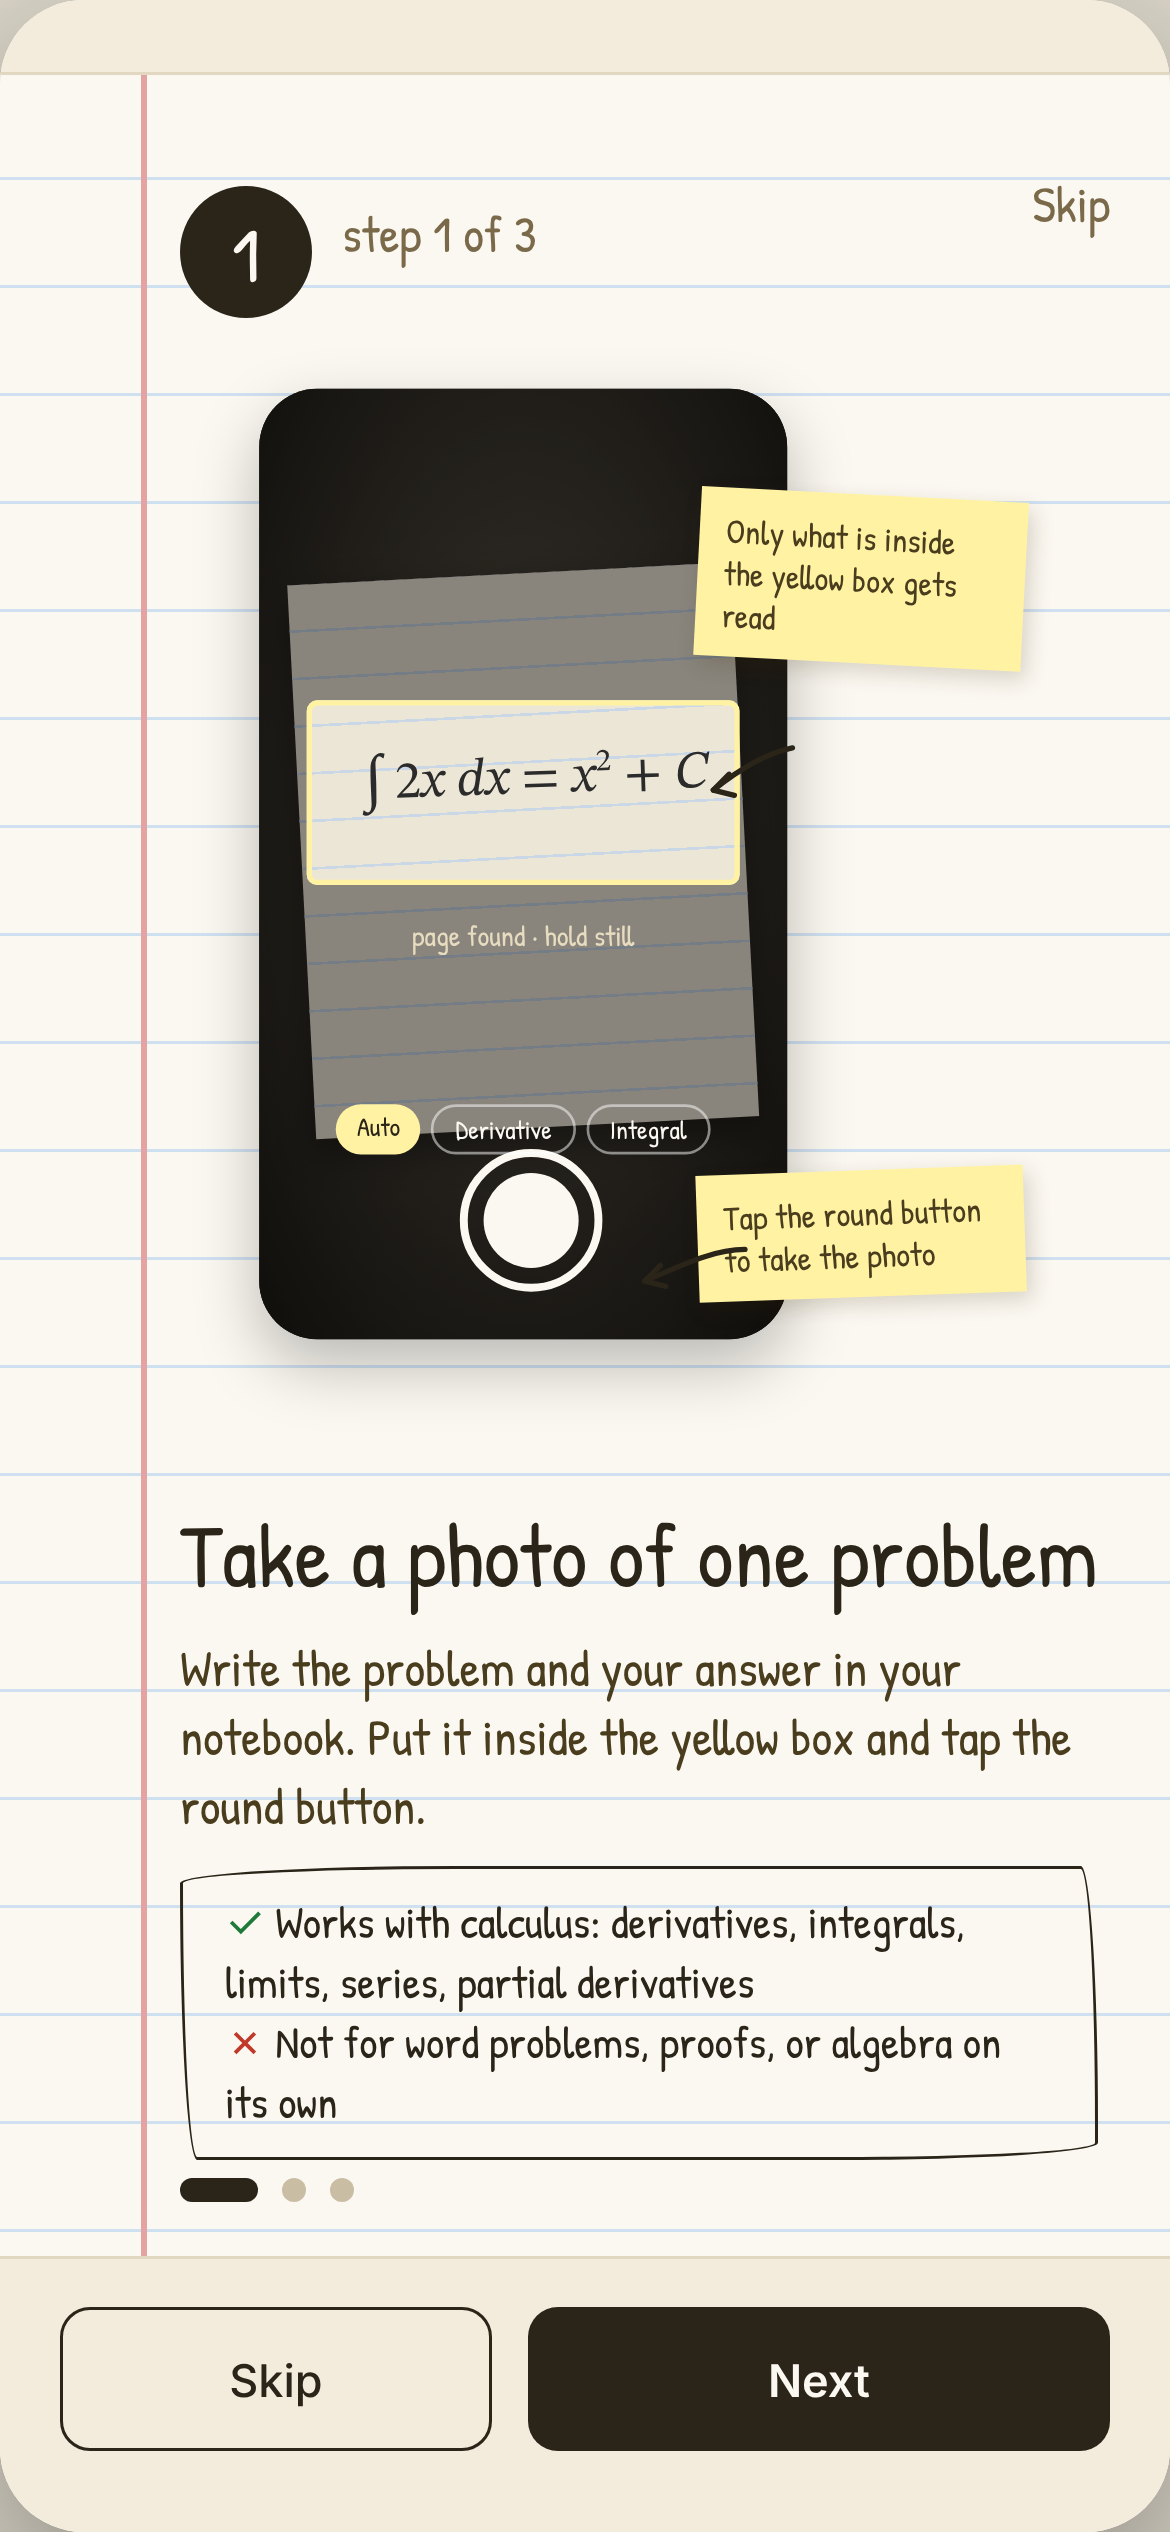 1
step 1 of 3
Skip
Only what is inside
the yellow box gets
read
∫ 2x dx = x² + C
page found · hold still
Auto
Derivative
Integral
Tap the round button
to take the photo
Take a photo of one problem
Write the problem and your answer in your
notebook. Put it inside the yellow box and tap the
round button.
✓ Works with calculus: derivatives, integrals,
limits, series, partial derivatives
✕ Not for word problems, proofs, or algebra on
its own
Skip
Next